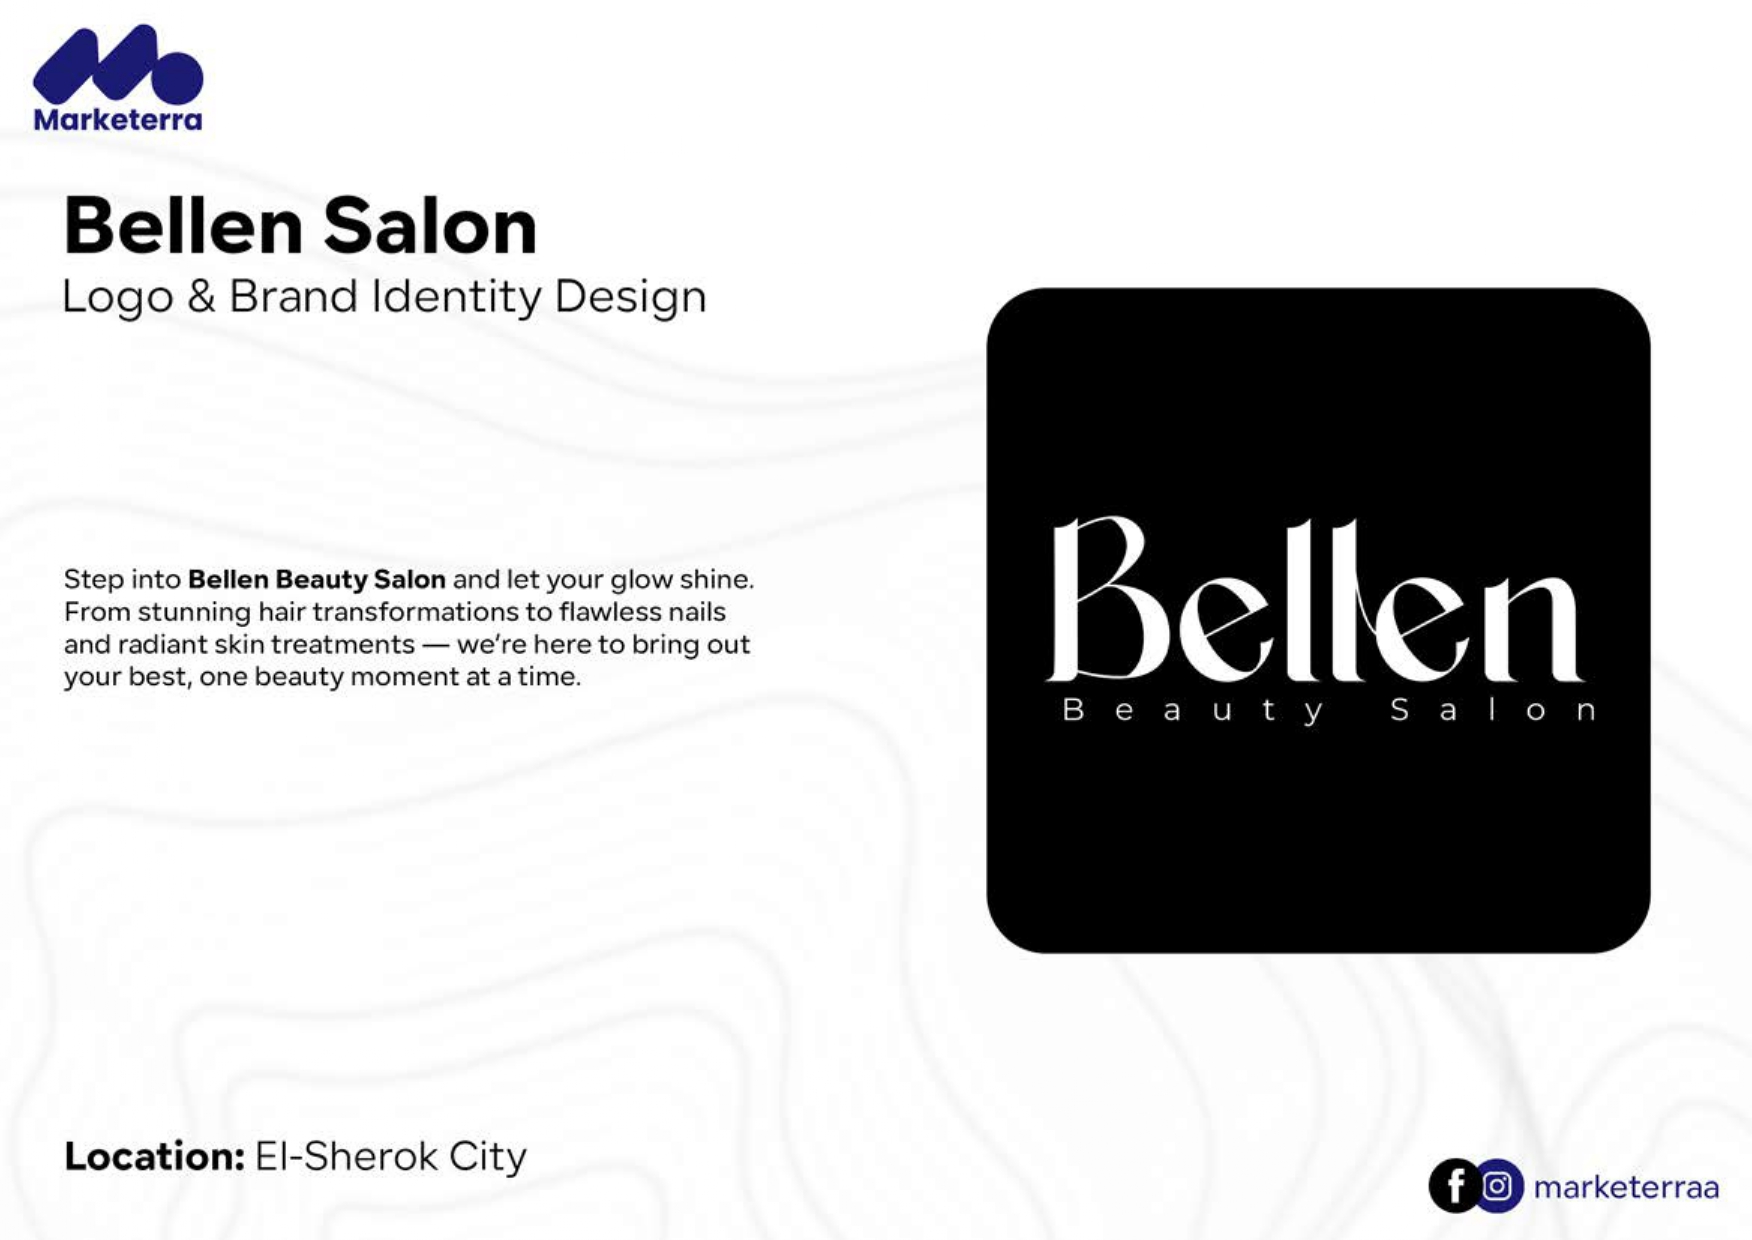 Marketerra
Bellen Salon
Logo & Brand Identity Design
Step into Bellen Beauty Salon and let your glow shine.
From stunning hair transformations to flawless nails
and radiant skin treatments — we're here to bring out
your best, one beauty moment at a time.
Bellen
Beauty Salon
Location: El-Sherok City
marketerraa